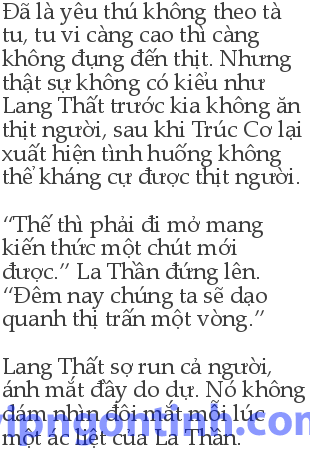 Đã là yêu thú không theo tà
tu, tu vi càng cao thì càng
không đụng đến thịt. Nhưng
thật sự không có kiểu như
Lang Thất trước kia không ăn
thịt người, sau khi Trúc Cơ lại
xuất hiện tình huống không
thể kháng cự được thịt người.
“Thế thì phải đi mở mang
kiến thức một chút mới
được.” La Thần đứng lên.
“Đêm nay chúng ta sẽ dạo
quanh thị trấn một vòng.”
Lang Thất sợ run cả người,
ánh mắt đầy do dự. Nó không
dám nhìn đôi mắt mỗi lúc
một ác liệt của La Thần.
vipngontinh.com